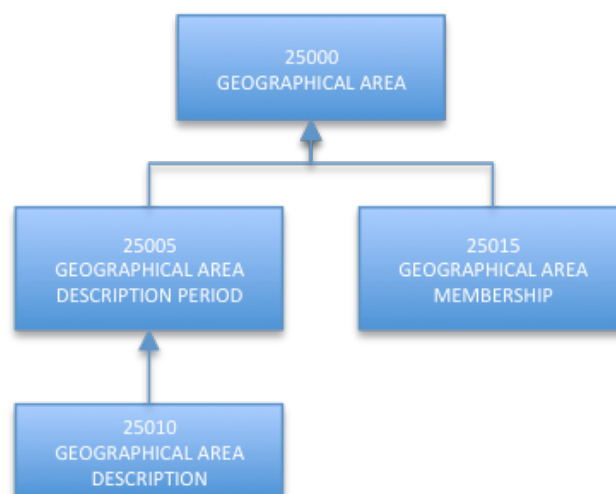 25000
GEOGRAPHICAL AREA
25005
GEOGRAPHICAL AREA
DESCRIPTION PERIOD
25015
GEOGRAPHICAL AREA
MEMBERSHIP
25010
GEOGRAPHICAL AREA
DESCRIPTION